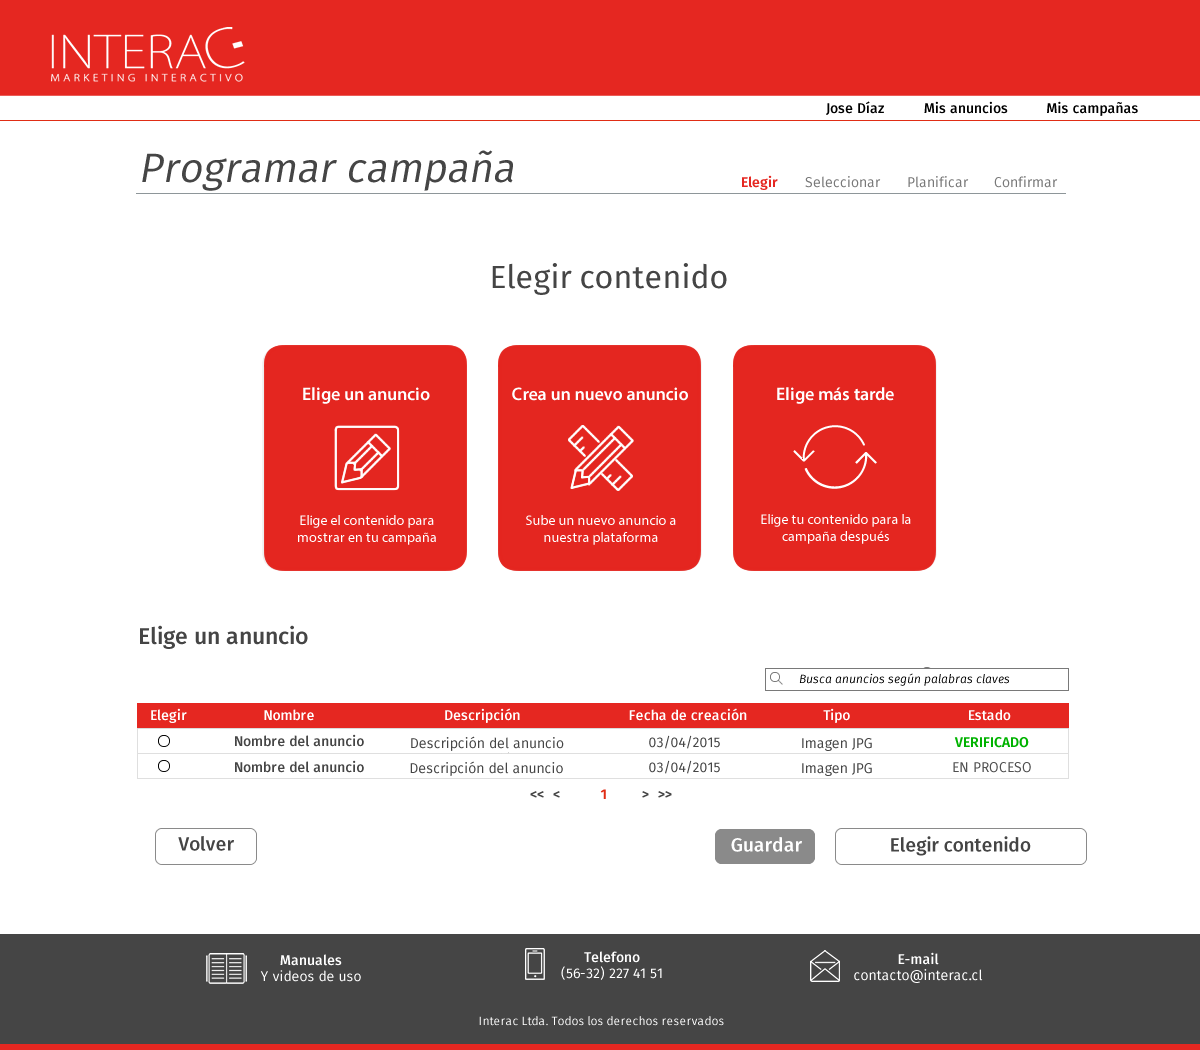 INTERAC
MARKETING INTERACTIVO
Jose Díaz Mis anuncios Mis campañas
Programar campaña
Elegir Seleccionar Planificar Confirmar
Elegir contenido
Elige un anuncio
Elige el contenido para
mostrar en tu campaña
Crea un nuevo anuncio
Sube un nuevo anuncio a
nuestra plataforma
Elige más tarde
Elige tu contenido para la
campaña después
Elige un anuncio
Busca anuncios según palabras claves
Elegir Nombre Descripción Fecha de creación Tipo Estado
Nombre del anuncio Descripción del anuncio 03/04/2015 Imagen JPG VERIFICADO
Nombre del anuncio Descripción del anuncio 03/04/2015 Imagen JPG EN PROCESO
<< < 1 > >>
Volver Guardar Elegir contenido
Manuales
Y videos de uso
Telefono
(56-32) 227 41 51
E-mail
contacto@interac.cl
Interac Ltda. Todos los derechos reservados